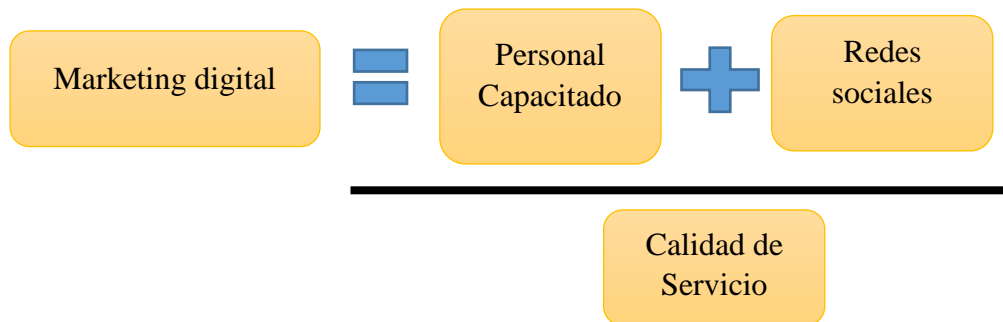 Marketing digital
Personal
Capacitado
Redes
sociales
Calidad de
Servicio